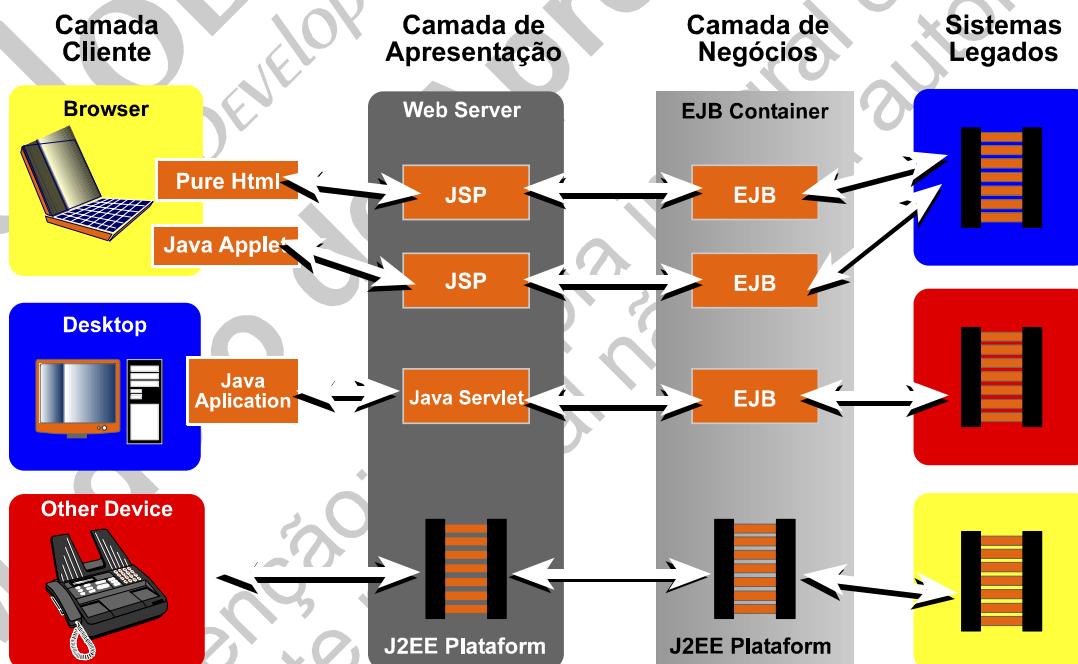 Camada
Cliente
Camada de
Apresentação
Camada de
Negócios
Sistemas
Legados
Browser
Pure Html
Java Applet
Web Server
JSP
JSP
EJB Container
EJB
EJB
Desktop
Java
Aplication
Java Servlet
EJB
Other Device
J2EE Plataform
J2EE Plataform